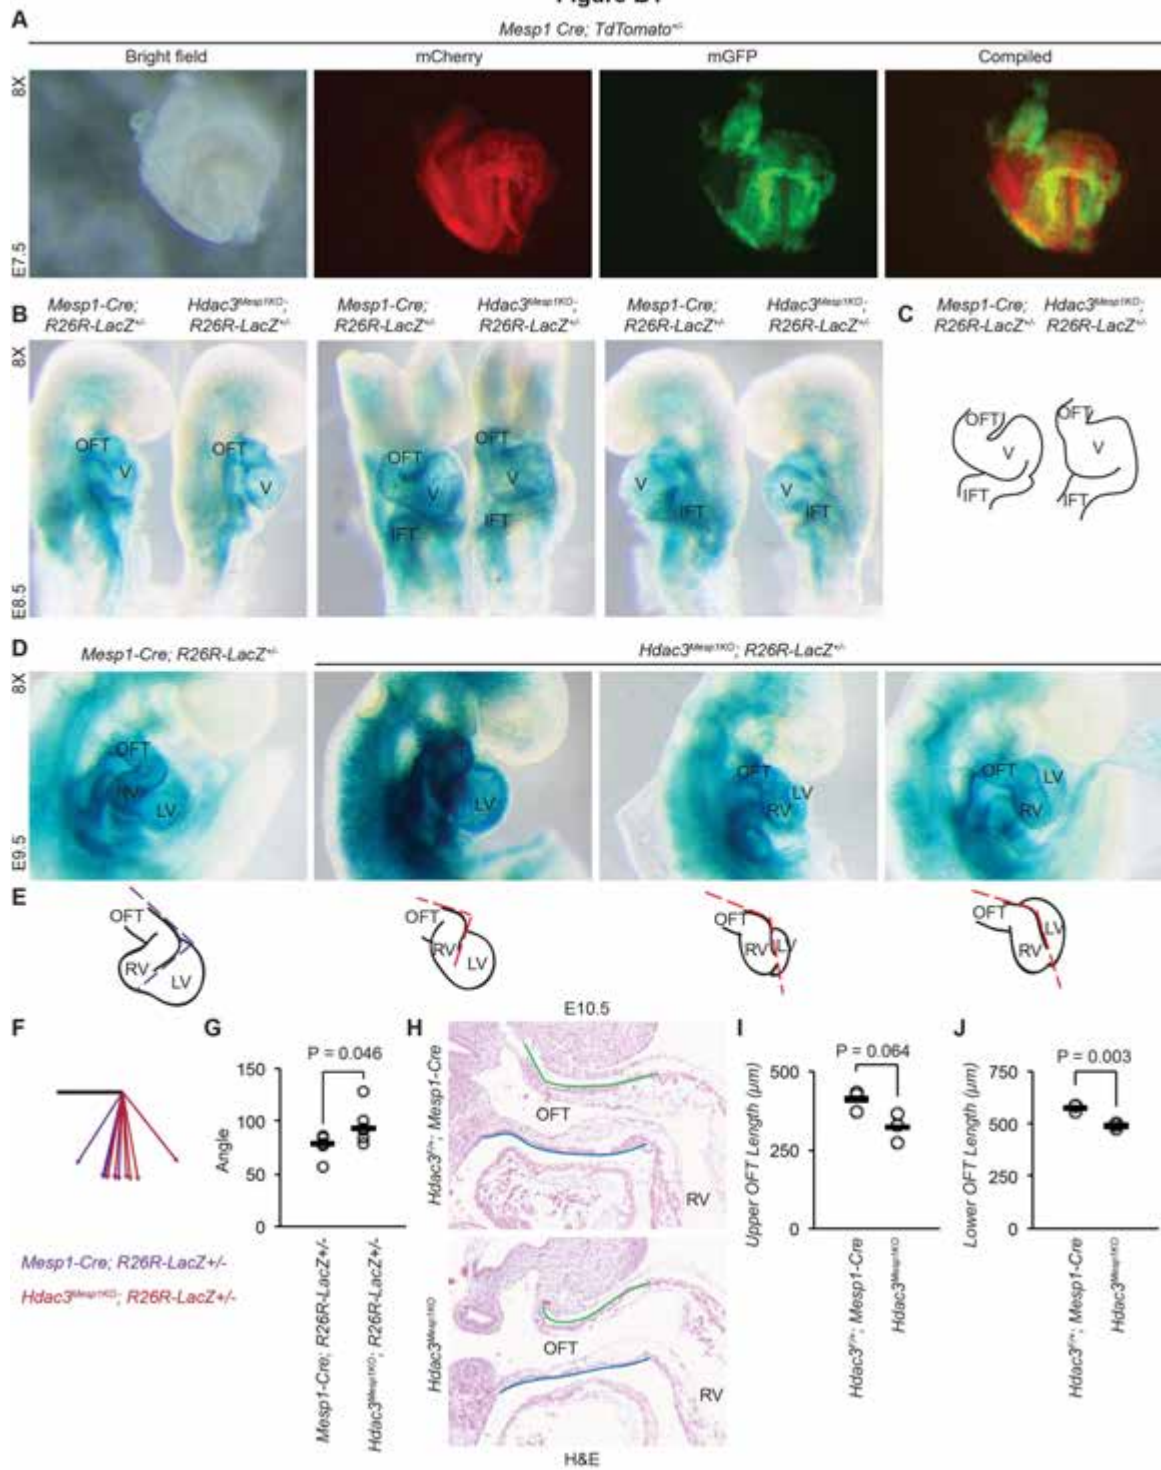 A
Mesp1 Cre; TdTomato+/-
Bright field mCherry mGFP Compiled
8X
E7.5
B
Mesp1-Cre; Hdac3Mesp1KO; Mesp1-Cre; Hdac3Mesp1KO; Mesp1-Cre; Hdac3Mesp1KO;
R26R-LacZ+/- R26R-LacZ+/- R26R-LacZ+/- R26R-LacZ+/- R26R-LacZ+/- R26R-LacZ+/-
8X
E8.5
OFT V OFT V
OFT V IFT OFT V IFT
V IFT V IFT
C
Mesp1-Cre; Hdac3Mesp1KO;
R26R-LacZ+/- R26R-LacZ+/-
OFT V IFT OFT V IFT
D
Mesp1-Cre; R26R-LacZ+/- Hdac3Mesp1KO; R26R-LacZ+/-
8X
E9.5
OFT RV LV
LV
OFT RV LV
OFT RV LV
E
OFT RV LV
OFT RV LV
OFT RV LV
OFT RV LV
F
Mesp1-Cre; R26R-LacZ+/-
Hdac3Mesp1KO; R26R-LacZ+/-
G
P = 0.046
Angle
150
100
50
0
Mesp1-Cre; R26R-LacZ+/-
Hdac3Mesp1KO; R26R-LacZ+/-
H
E10.5
Hdac3F/+; Mesp1-Cre
OFT
RV
Hdac3Mesp1KO
OFT
RV
H&E
I
P = 0.064
Upper OFT Length (µm)
500
250
0
Hdac3F/+; Mesp1-Cre
Hdac3Mesp1KO
J
P = 0.003
Lower OFT Length (µm)
750
500
250
0
Hdac3F/+; Mesp1-Cre
Hdac3Mesp1KO